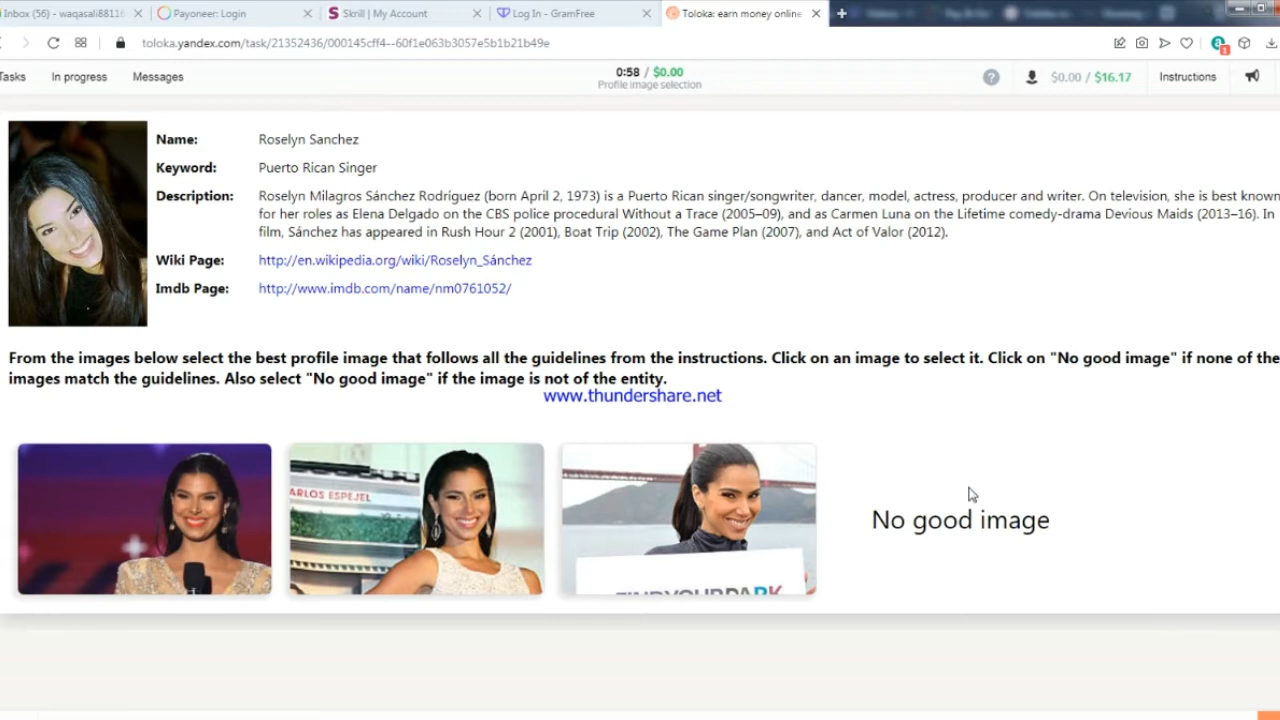 Inbox (56) - waqasali8811
Payoneer: Login
Skrill | My Account
Log In - GramFree
Toloka: earn money online
toloka.yandex.com/task/21352436/000145cff4--60f1e063b3057e5b1b21b49e
Tasks In progress Messages 0:58 / $0.00 $0.00 / $16.17 Instructions
Profile image selection
Name: Roselyn Sanchez
Keyword: Puerto Rican Singer
Description: Roselyn Milagros Sánchez Rodríguez (born April 2, 1973) is a Puerto Rican singer/songwriter, dancer, model, actress, producer and writer. On television, she is best known
for her roles as Elena Delgado on the CBS police procedural Without a Trace (2005–09), and as Carmen Luna on the Lifetime comedy-drama Devious Maids (2013–16). In
film, Sánchez has appeared in Rush Hour 2 (2001), Boat Trip (2002), The Game Plan (2007), and Act of Valor (2012).
Wiki Page: http://en.wikipedia.org/wiki/Roselyn_Sánchez
Imdb Page: http://www.imdb.com/name/nm0761052/
From the images below select the best profile image that follows all the guidelines from the instructions. Click on an image to select it. Click on "No good image" if none of the
images match the guidelines. Also select "No good image" if the image is not of the entity.
www.thundershare.net
ARLOS ESPEJEL
FINDYOURPARK
No good image